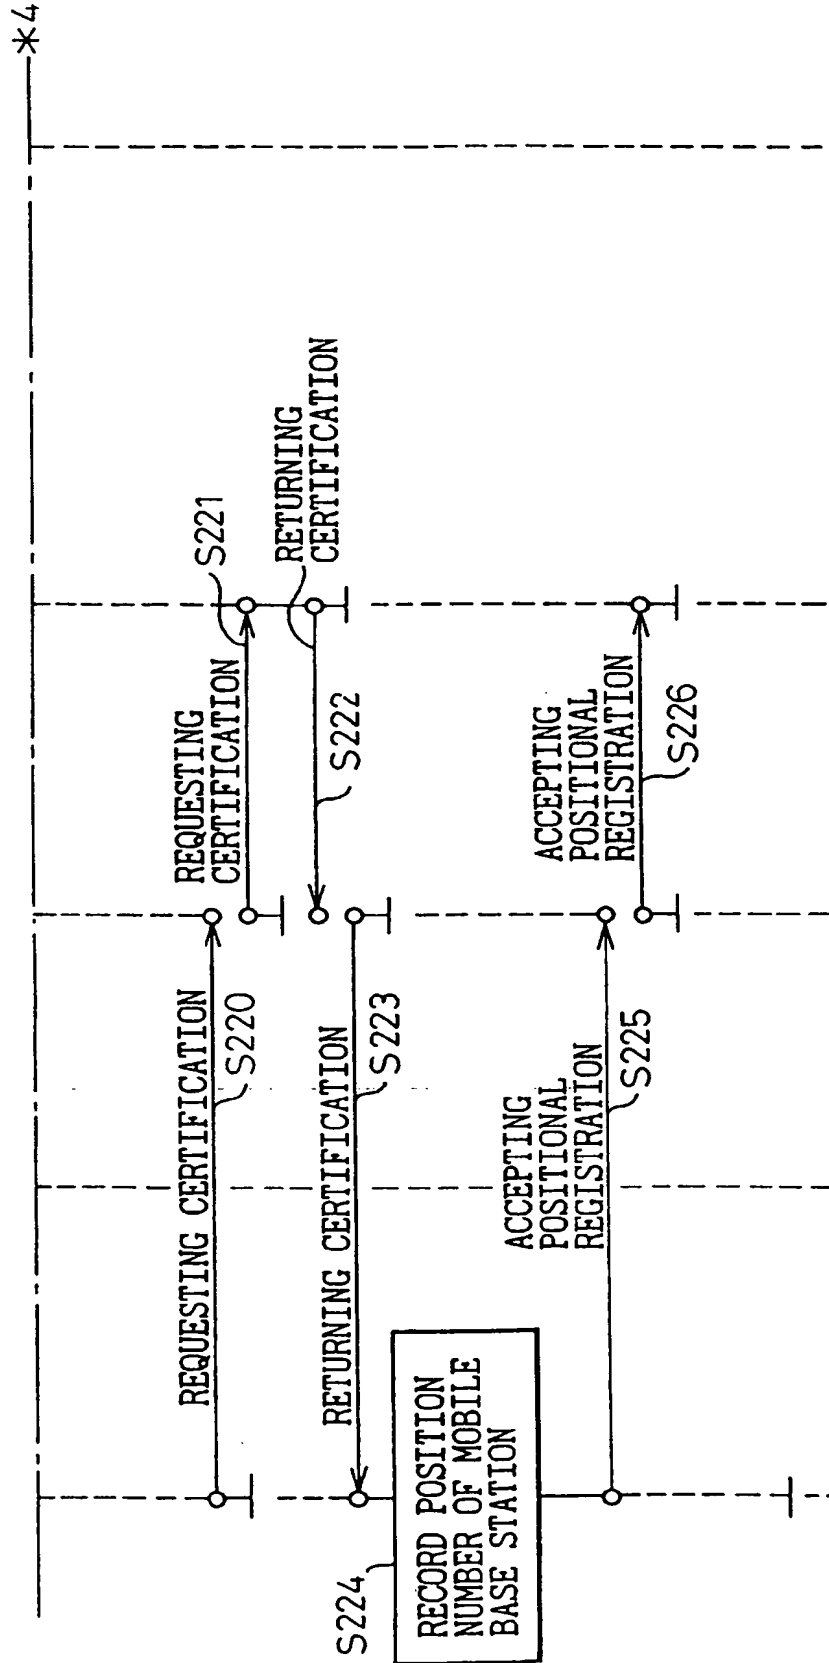 *4
REQUESTING CERTIFICATION
S220
REQUESTING
CERTIFICATION
S221
RETURNING
CERTIFICATION
S222
RETURNING CERTIFICATION
S223
S224
RECORD POSITION
NUMBER OF MOBILE
BASE STATION
ACCEPTING
POSITIONAL
REGISTRATION
S225
ACCEPTING
POSITIONAL
REGISTRATION
S226